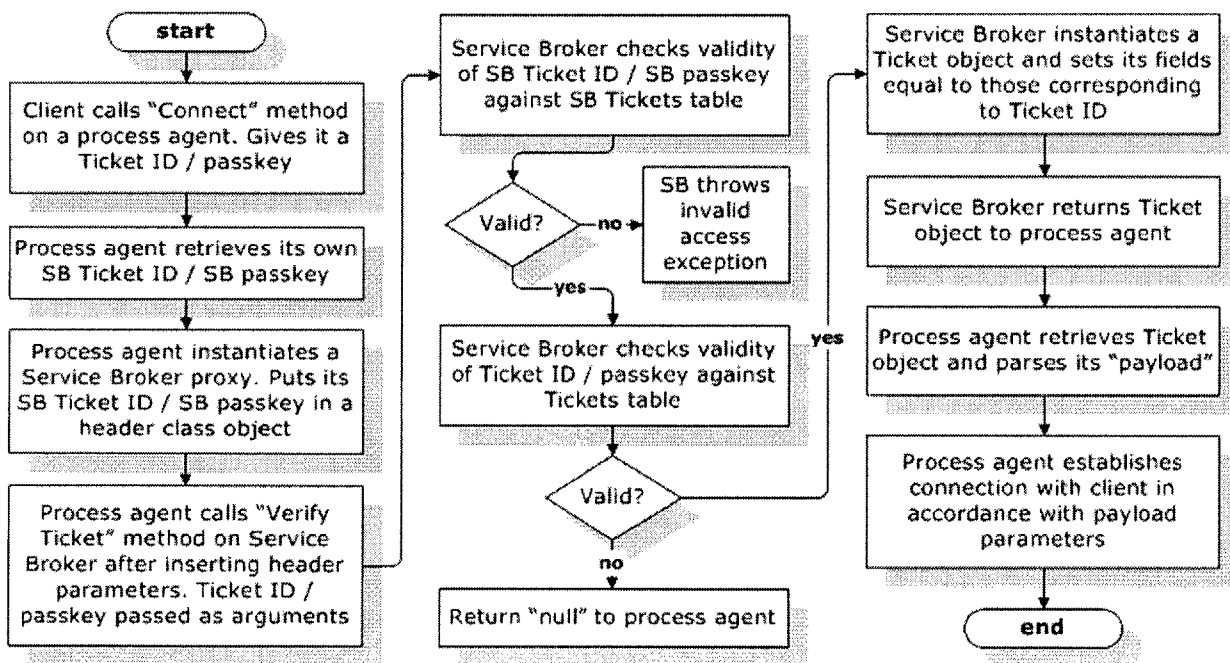 start
Client calls “Connect” method
on a process agent. Gives it a
Ticket ID / passkey
Process agent retrieves its own
SB Ticket ID / SB passkey
Process agent instantiates a
Service Broker proxy. Puts its
SB Ticket ID / SB passkey in a
header class object
Process agent calls “Verify
Ticket” method on Service
Broker after inserting header
parameters. Ticket ID /
passkey passed as arguments
Service Broker checks validity
of SB Ticket ID / SB passkey
against SB Tickets table
Valid?
no
SB throws
invalid
access
exception
yes
Service Broker checks validity
of Ticket ID / passkey against
Tickets table
Valid?
yes
no
Return “null” to process agent
Service Broker instantiates a
Ticket object and sets its fields
equal to those corresponding
to Ticket ID
Service Broker returns Ticket
object to process agent
Process agent retrieves Ticket
object and parses its “payload”
Process agent establishes
connection with client in
accordance with payload
parameters
end